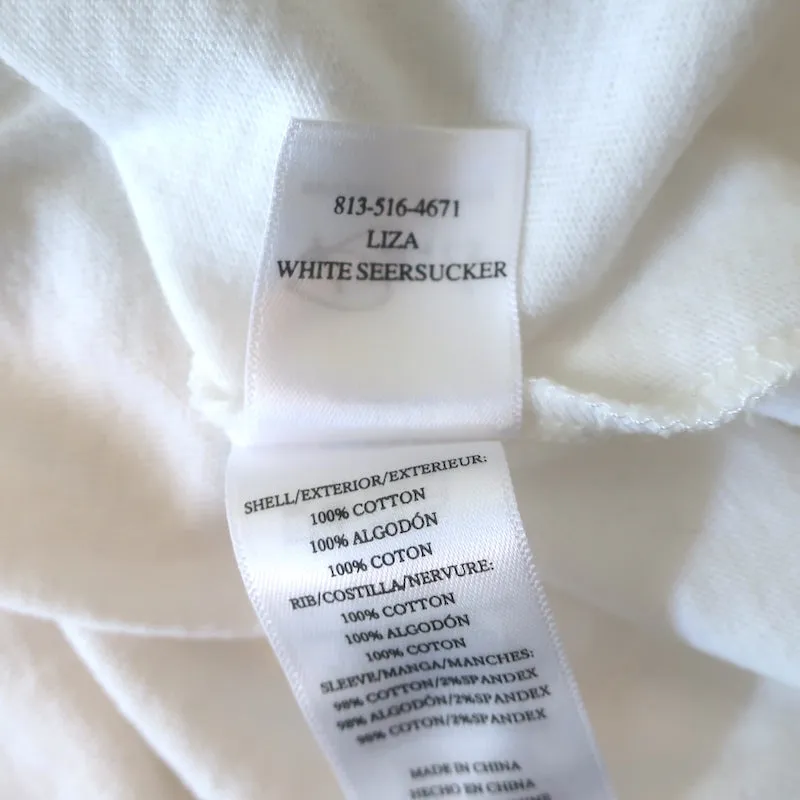 813-516-4671
LIZA
WHITE SEERSUCKER
SHELL/EXTERIOR/EXTERIEUR:
100% COTTON
100% ALGODÓN
100% COTON
RIB/COSTILLA/NERVURE:
100% COTTON
100% ALGODÓN
100% COTON
SLEEVE/MANGA/MANCHES:
98% COTTON/2%SPANDEX
98% ALGODÓN/2%SPANDEX
98% COTON/2%SPANDEX
MADE IN CHINA
HECHO EN CHINA